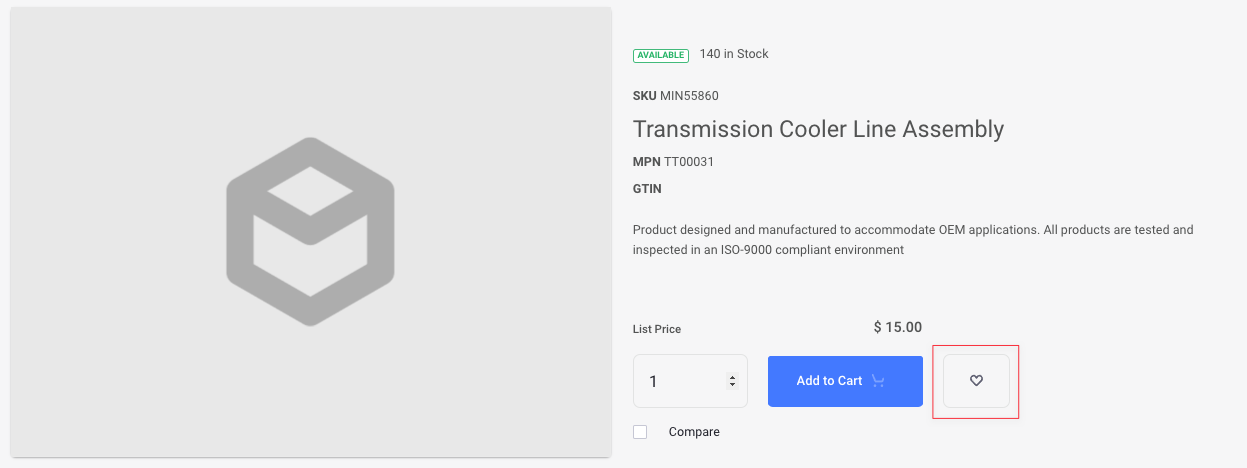 AVAILABLE 140 in Stock
SKU MIN55860
Transmission Cooler Line Assembly
MPN TT00031
GTIN
Product designed and manufactured to accommodate OEM applications. All products are tested and
inspected in an ISO-9000 compliant environment
List Price $ 15.00
1 Add to Cart
Compare